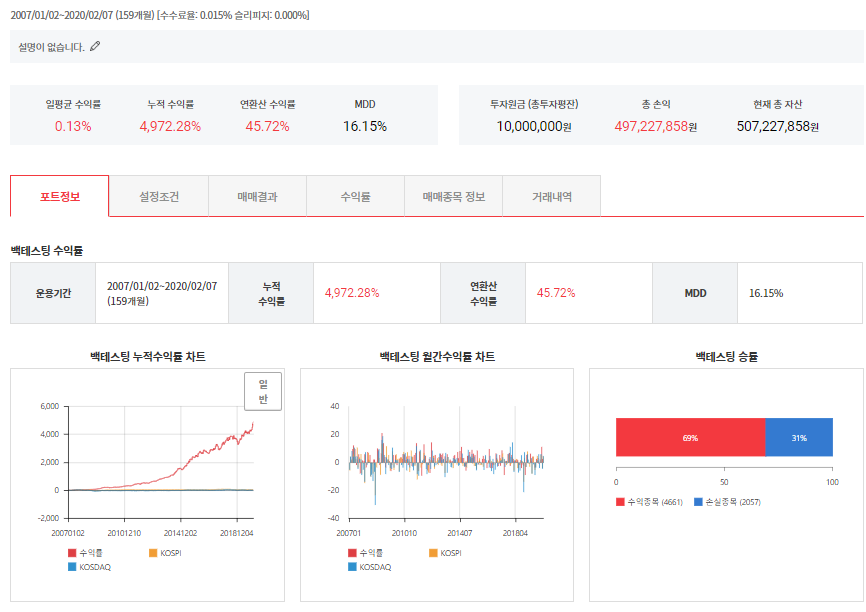 2007/01/02~2020/02/07 (159개월) [수수료율: 0.015% 슬리피지: 0.000%]
설명이 없습니다.
일평균 수익률 누적 수익률 연환산 수익률 MDD
0.13% 4,972.28% 45.72% 16.15%
투자원금 (총투자평잔) 총 손익 현재 총 자산
10,000,000원 497,227,858원 507,227,858원
포트정보 설정조건 매매결과 수익률 매매종목 정보 거래내역
백테스팅 수익률
운용기간 2007/01/02~2020/02/07
(159개월)
누적
수익률
4,972.28%
연환산
수익률
45.72%
MDD 16.15%
백테스팅 누적수익률 차트
일
반
6,000
4,000
2,000
0
-2,000
20070102 20101210 20141202 20181204
수익률 KOSPI
KOSDAQ
백테스팅 월간수익률 차트
40
20
0
-20
-40
200701 201010 201407 201804
수익률 KOSPI
KOSDAQ
백테스팅 승률
69% 31%
0 50 100
수익종목 (4661) 손실종목 (2057)